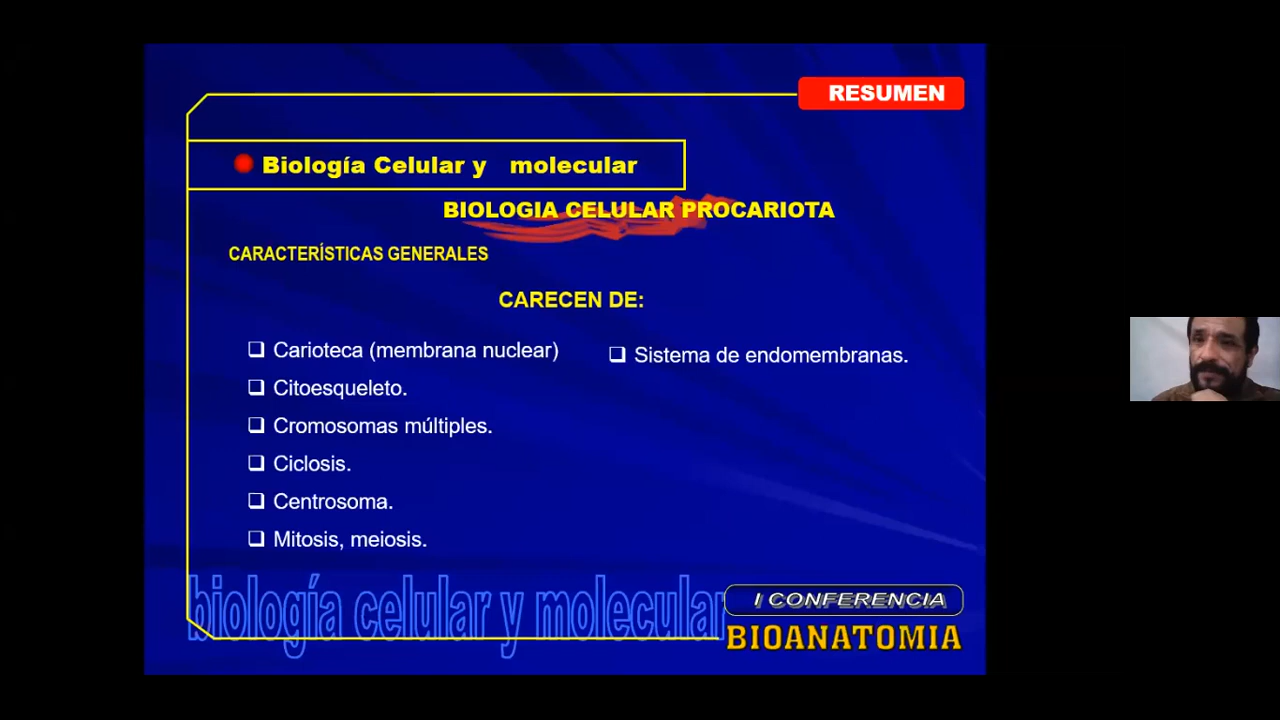 RESUMEN
Biología Celular y molecular
BIOLOGIA CELULAR PROCARIOTA
CARACTERÍSTICAS GENERALES
CARECEN DE:
❑ Carioteca (membrana nuclear)
❑ Citoesqueleto.
❑ Cromosomas múltiples.
❑ Ciclosis.
❑ Centrosoma.
❑ Mitosis, meiosis.
❑ Sistema de endomembranas.
biología celular y molecular
I CONFERENCIA
BIOANATOMIA